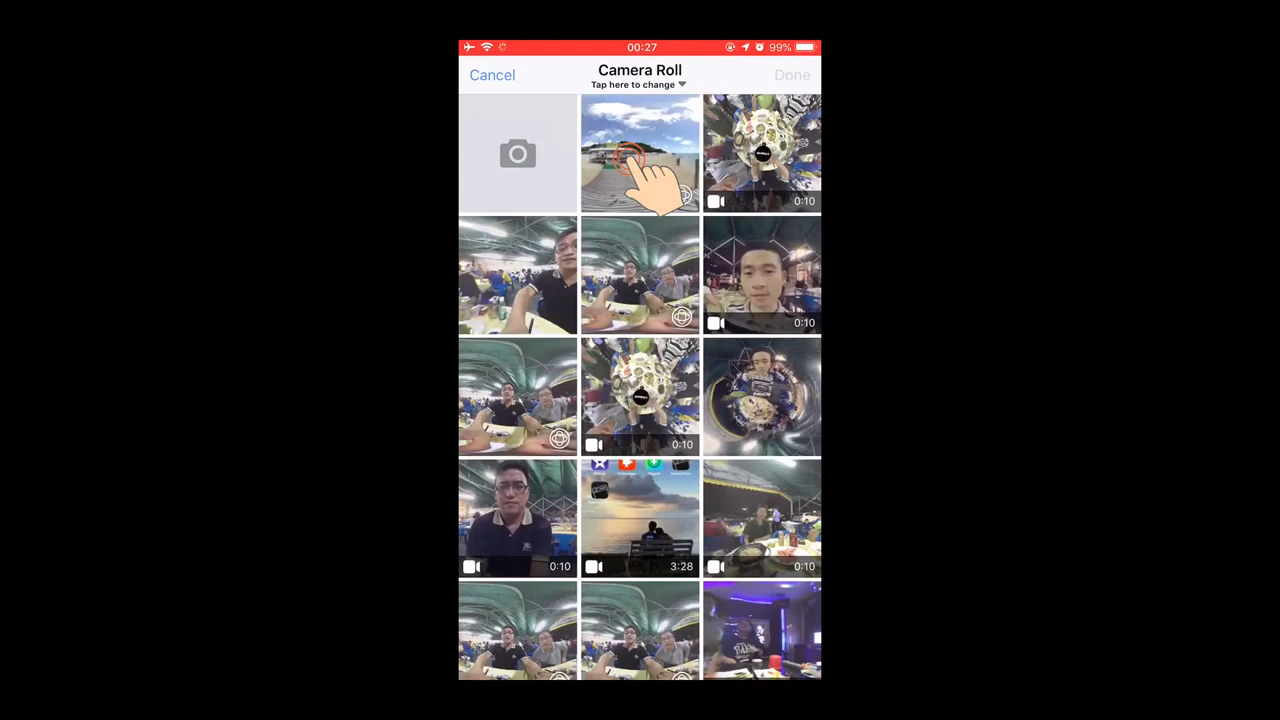 00:27
99%
Cancel
Camera Roll
Done
Tap here to change
0:10
0:10
0:10
0:10
3:28
0:10